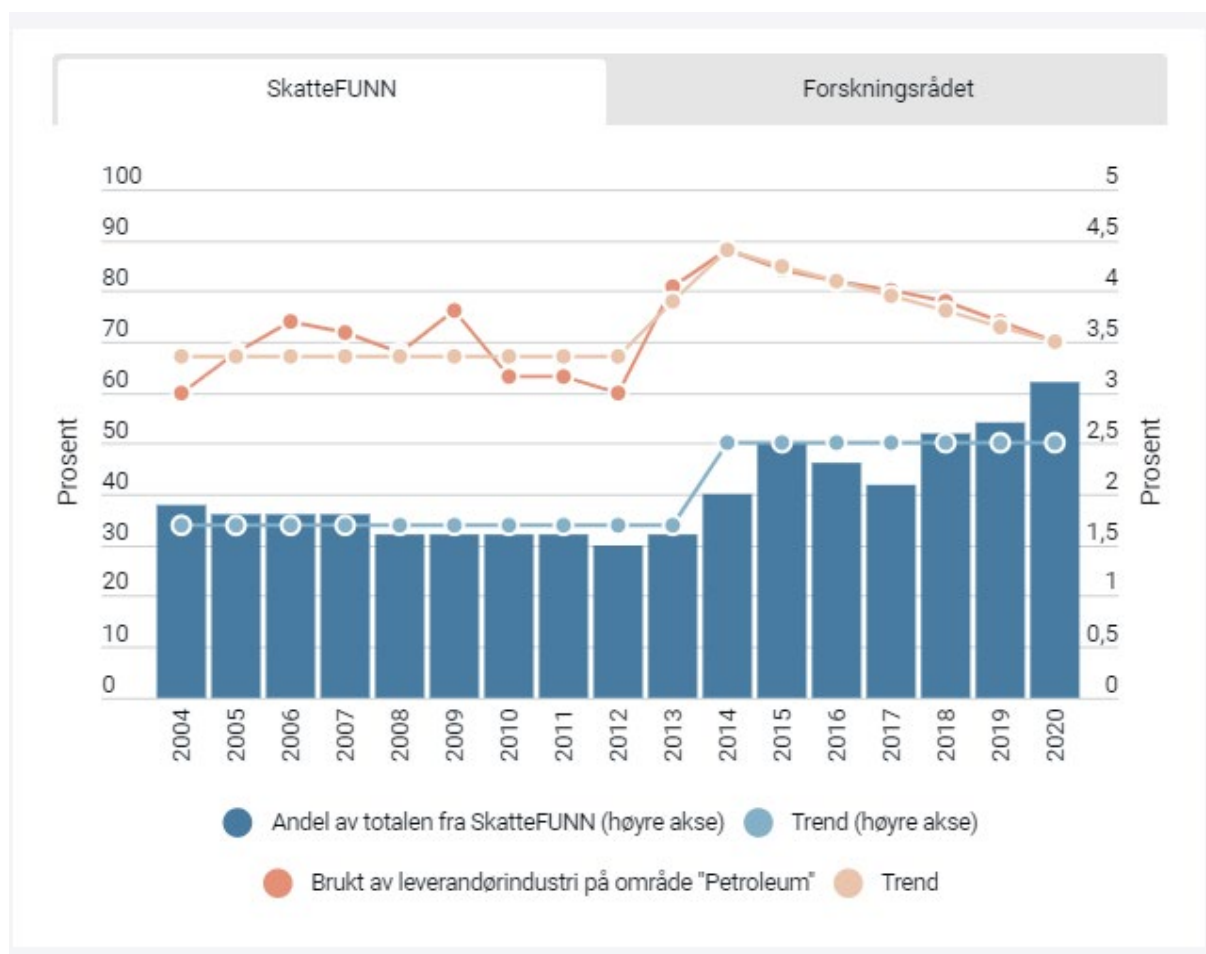 SkatteFUNN Forskningsrådet
100 5
90 4,5
80 4
70 3,5
60 3
50 2,5
40 2
30 1,5
20 1
10 0,5
0 0
Prosent
Prosent
2004 2005 2006 2007 2008 2009 2010 2011 2012 2013 2014 2015 2016 2017 2018 2019 2020
Andel av totalen fra SkatteFUNN (høyre akse) Trend (høyre akse)
Brukt av leverandørindustri på område "Petroleum" Trend